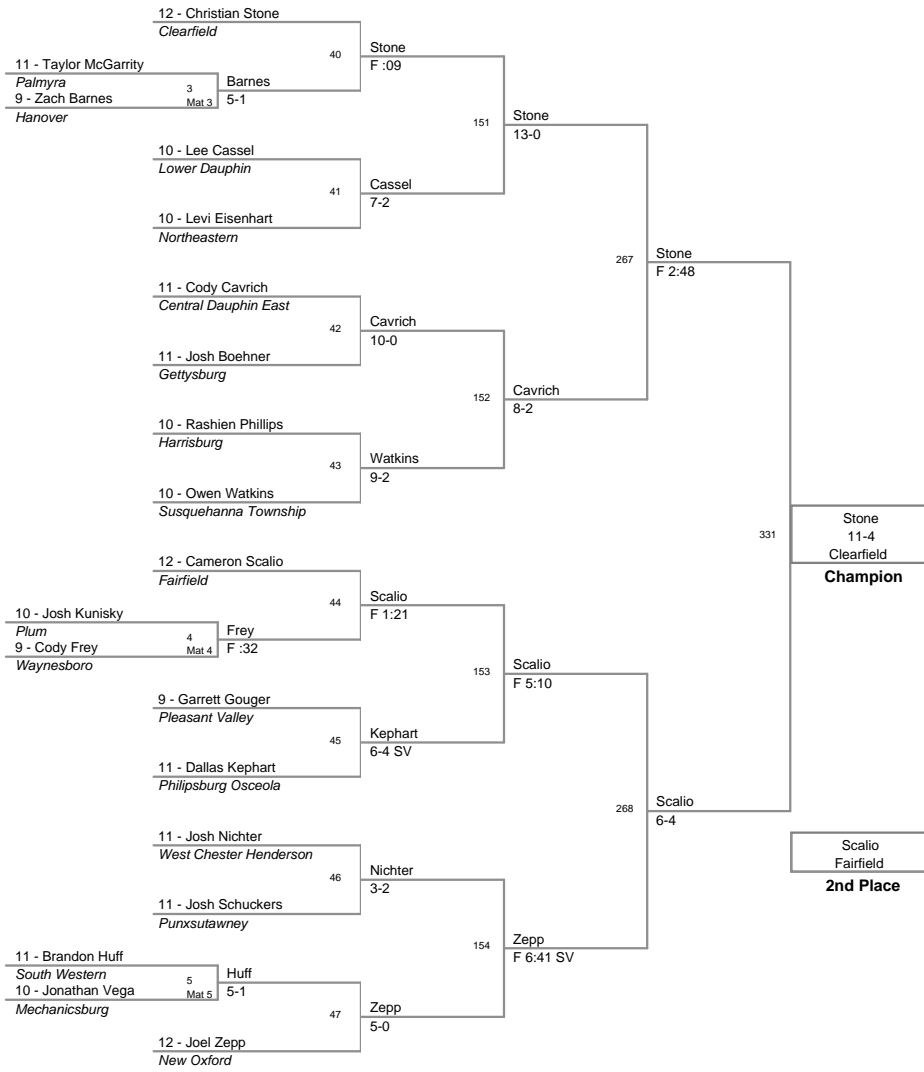 12 - Christian Stone
Clearfield
40
Stone
F :09
11 - Taylor McGarrity
Palmyra
3
Mat 3
9 - Zach Barnes
Hanover
Barnes
5-1
151
Stone
13-0
10 - Lee Cassel
Lower Dauphin
41
Cassel
7-2
10 - Levi Eisenhart
Northeastern
267
Stone
F 2:48
11 - Cody Cavrich
Central Dauphin East
42
Cavrich
10-0
11 - Josh Boehner
Gettysburg
152
Cavrich
8-2
10 - Rashien Phillips
Harrisburg
43
Watkins
9-2
10 - Owen Watkins
Susquehanna Township
331
Stone
11-4
Clearfield
Champion
12 - Cameron Scalio
Fairfield
44
Scalio
F 1:21
10 - Josh Kunisky
Plum
4
Mat 4
9 - Cody Frey
Waynesboro
Frey
F :32
153
Scalio
F 5:10
9 - Garrett Gouger
Pleasant Valley
45
Kephart
6-4 SV
11 - Dallas Kephart
Philipsburg Osceola
268
Scalio
6-4
11 - Josh Nichter
West Chester Henderson
46
Nichter
3-2
11 - Josh Schuckers
Punxsutawney
154
Zepp
F 6:41 SV
11 - Brandon Huff
South Western
5
Mat 5
10 - Jonathan Vega
Mechanicsburg
Huff
5-1
47
Zepp
5-0
12 - Joel Zepp
New Oxford
Scalio
Fairfield
2nd Place